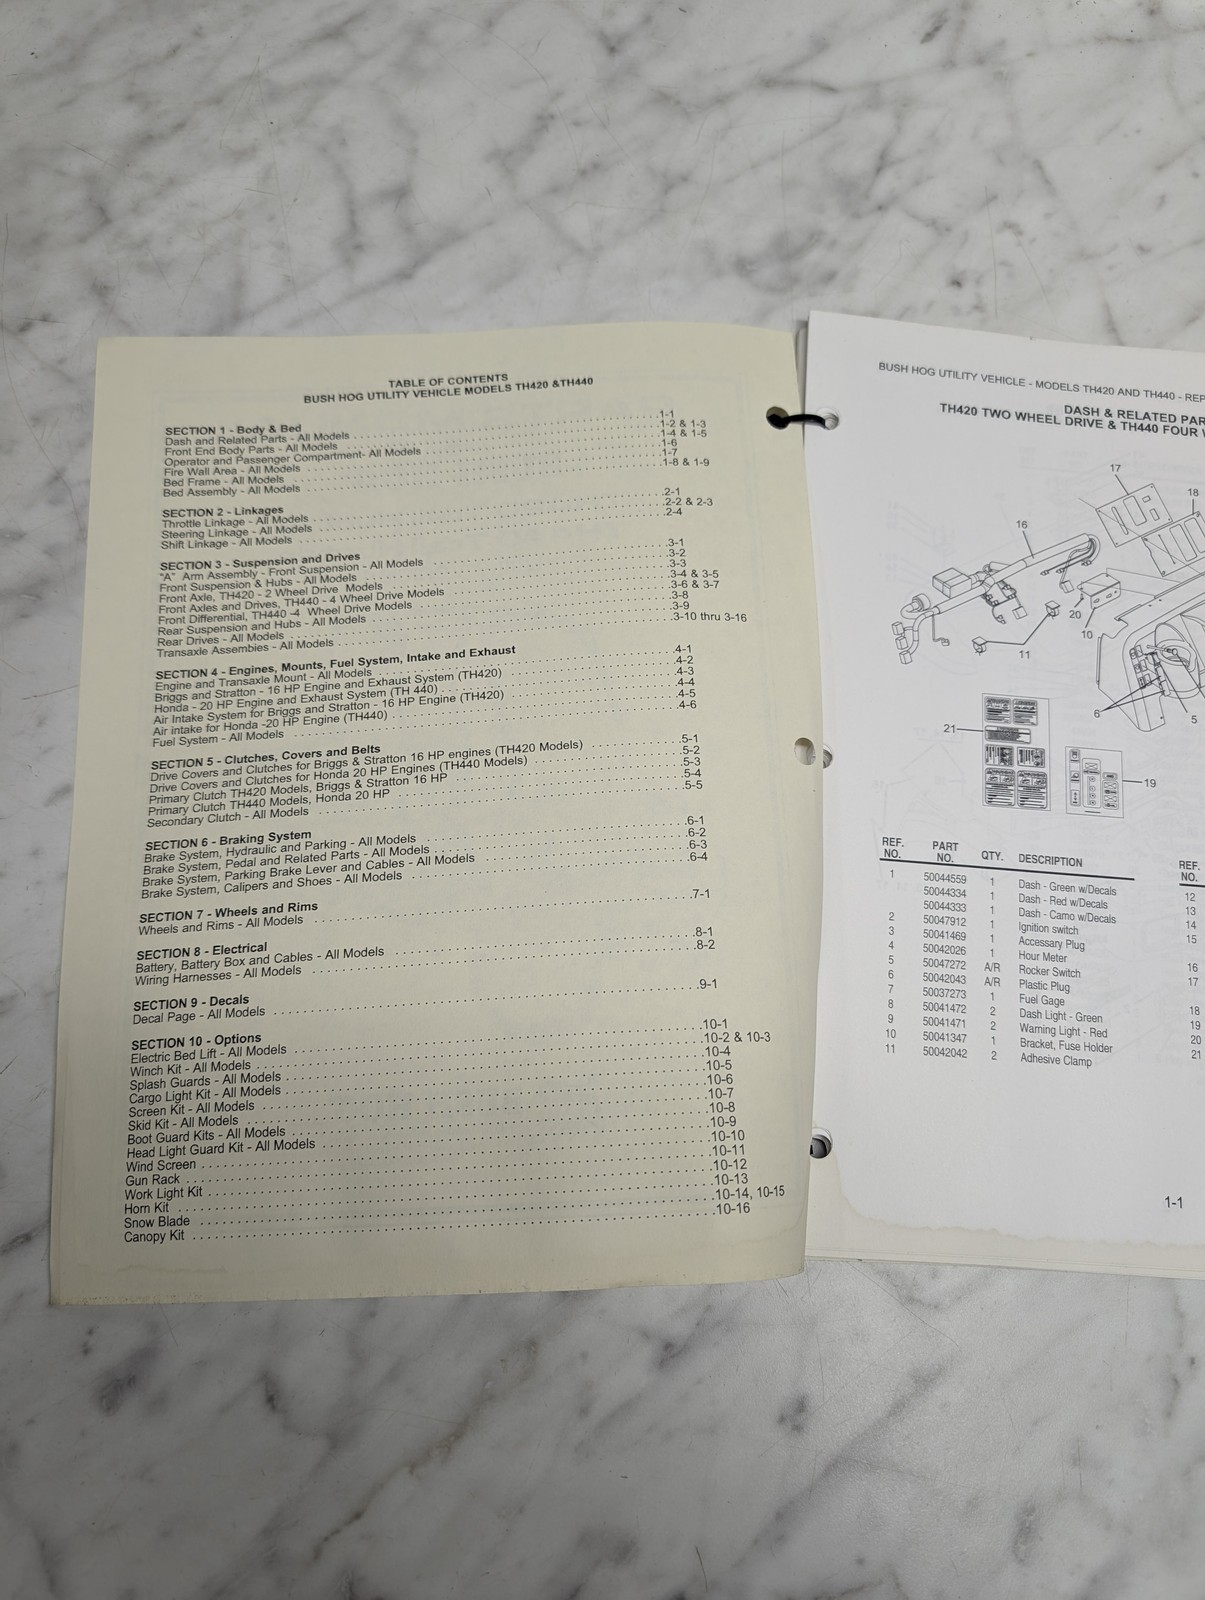 TABLE OF CONTENTS
BUSH HOG UTILITY VEHICLE MODELS TH420 &TH440
SECTION 1 - Body & Bed
Dash and Related Parts - All Models . . . . . 1-1
Front End Body Parts - All Models . . . . . 1-2 & 1-3
Operator and Passenger Compartment- All Models . . . . . 1-4 & 1-5
Fire Wall Area - All Models . . . . . 1-6
Bed Frame - All Models . . . . . 1-7
Bed Assembly - All Models . . . . . 1-8 & 1-9
SECTION 2 - Linkages
Throttle Linkage - All Models . . . . . 2-1
Steering Linkage - All Models . . . . . 2-2 & 2-3
Shift Linkage - All Models . . . . . 2-4
SECTION 3 - Suspension and Drives
"A" Arm Assembly - Front Suspension - All Models . . . . . 3-1
Front Suspension & Hubs - All Models . . . . . 3-2
Front Axle, TH420 - 2 Wheel Drive Models . . . . . 3-3
Front Axles and Drives, TH440 - 4 Wheel Drive Models . . . . . 3-4 & 3-5
Front Differential, TH440 -4 Wheel Drive Models . . . . . 3-6 & 3-7
Rear Suspension and Hubs - All Models . . . . . 3-8
Rear Drives - All Models . . . . . 3-9
Transaxle Assemblies - All Models . . . . . 3-10 thru 3-16
SECTION 4 - Engines, Mounts, Fuel System, Intake and Exhaust
Engine and Transaxle Mount - All Models . . . . . 4-1
Briggs and Stratton - 16 HP Engine and Exhaust System (TH420) . . . . . 4-2
Honda - 20 HP Engine and Exhaust System (TH 440) . . . . . 4-3
Air Intake System for Briggs and Stratton - 16 HP Engine (TH420) . . . . . 4-4
Air intake for Honda -20 HP Engine (TH440) . . . . . 4-5
Fuel System - All Models . . . . . 4-6
SECTION 5 - Clutches, Covers and Belts
Drive Covers and Clutches for Briggs & Stratton 16 HP engines (TH420 Models) . . . . . 5-1
Drive Covers and Clutches for Honda 20 HP Engines (TH440 Models) . . . . . 5-2
Primary Clutch TH420 Models, Briggs & Stratton 16 HP . . . . . 5-3
Primary Clutch TH440 Models, Honda 20 HP . . . . . 5-4
Secondary Clutch - All Models . . . . . 5-5
SECTION 6 - Braking System
Brake System, Hydraulic and Parking - All Models . . . . . 6-1
Brake System, Pedal and Related Parts - All Models . . . . . 6-2
Brake System, Parking Brake Lever and Cables - All Models . . . . . 6-3
Brake System, Calipers and Shoes - All Models . . . . . 6-4
SECTION 7 - Wheels and Rims
Wheels and Rims - All Models . . . . . 7-1
SECTION 8 - Electrical
Battery, Battery Box and Cables - All Models . . . . . 8-1
Wiring Harnesses - All Models . . . . . 8-2
SECTION 9 - Decals
Decal Page - All Models . . . . . 9-1
SECTION 10 - Options
Electric Bed Lift - All Models . . . . . 10-1
Winch Kit - All Models . . . . . 10-2 & 10-3
Splash Guards - All Models . . . . . 10-4
Cargo Light Kit - All Models . . . . . 10-5
Screen Kit - All Models . . . . . 10-6
Skid Kit - All Models . . . . . 10-7
Boot Guard Kits - All Models . . . . . 10-8
Head Light Guard Kit - All Models . . . . . 10-9
Wind Screen . . . . . 10-10
Gun Rack . . . . . 10-11
Work Light Kit . . . . . 10-12
Horn Kit . . . . . 10-13
Snow Blade . . . . . 10-14, 10-15
Canopy Kit . . . . . 10-16
BUSH HOG UTILITY VEHICLE - MODELS TH420 AND TH440 - REP
DASH & RELATED PAR
TH420 TWO WHEEL DRIVE & TH440 FOUR
17
18
16
20
10
11
6
5
21
19
REF. NO. PART NO. QTY. DESCRIPTION
1 50044559 1 Dash - Green w/Decals
50044334 1 Dash - Red w/Decals
50044333 1 Dash - Camo w/Decals
2 50047912 1 Ignition switch
3 50041469 1 Accessary Plug
4 50042026 1 Hour Meter
5 50047272 A/R Rocker Switch
6 50042043 A/R Plastic Plug
7 50037273 1 Fuel Gage
8 50041472 2 Dash Light - Green
9 50041471 2 Warning Light - Red
10 50041347 1 Bracket, Fuse Holder
11 50042042 2 Adhesive Clamp
REF. NO.
12
13
14
15
16
17
18
19
20
21
1-1